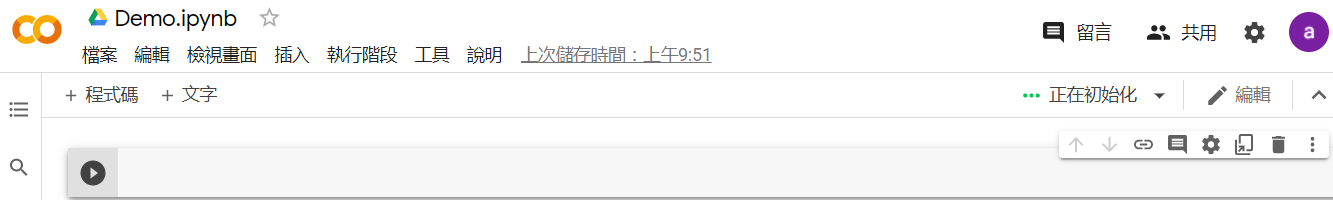 Demo.ipynb
檔案 編輯 檢視畫面 插入 執行階段 工具 說明 上次儲存時間：上午9:51
留言 共用 a
+ 程式碼 + 文字 正在初始化 編輯